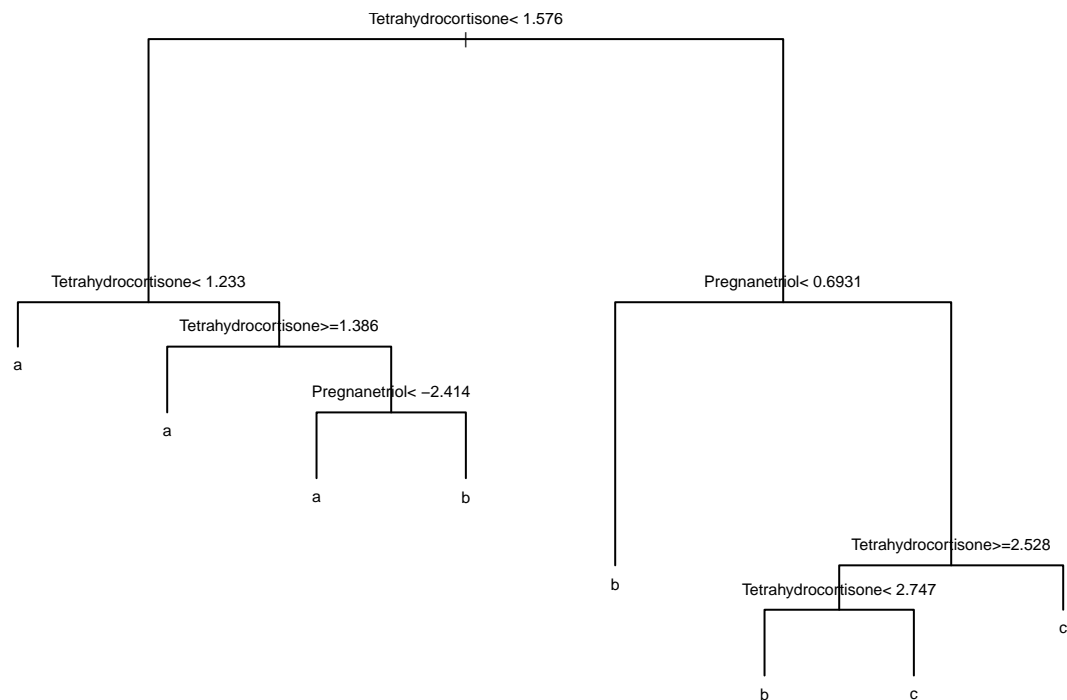 Tetrahydrocortisone< 1.576
Tetrahydrocortisone< 1.233
Pregnanetriol< 0.6931
Tetrahydrocortisone>=1.386
a
Pregnanetriol< −2.414
a
a
b
Tetrahydrocortisone>=2.528
b
Tetrahydrocortisone< 2.747
c
b
c